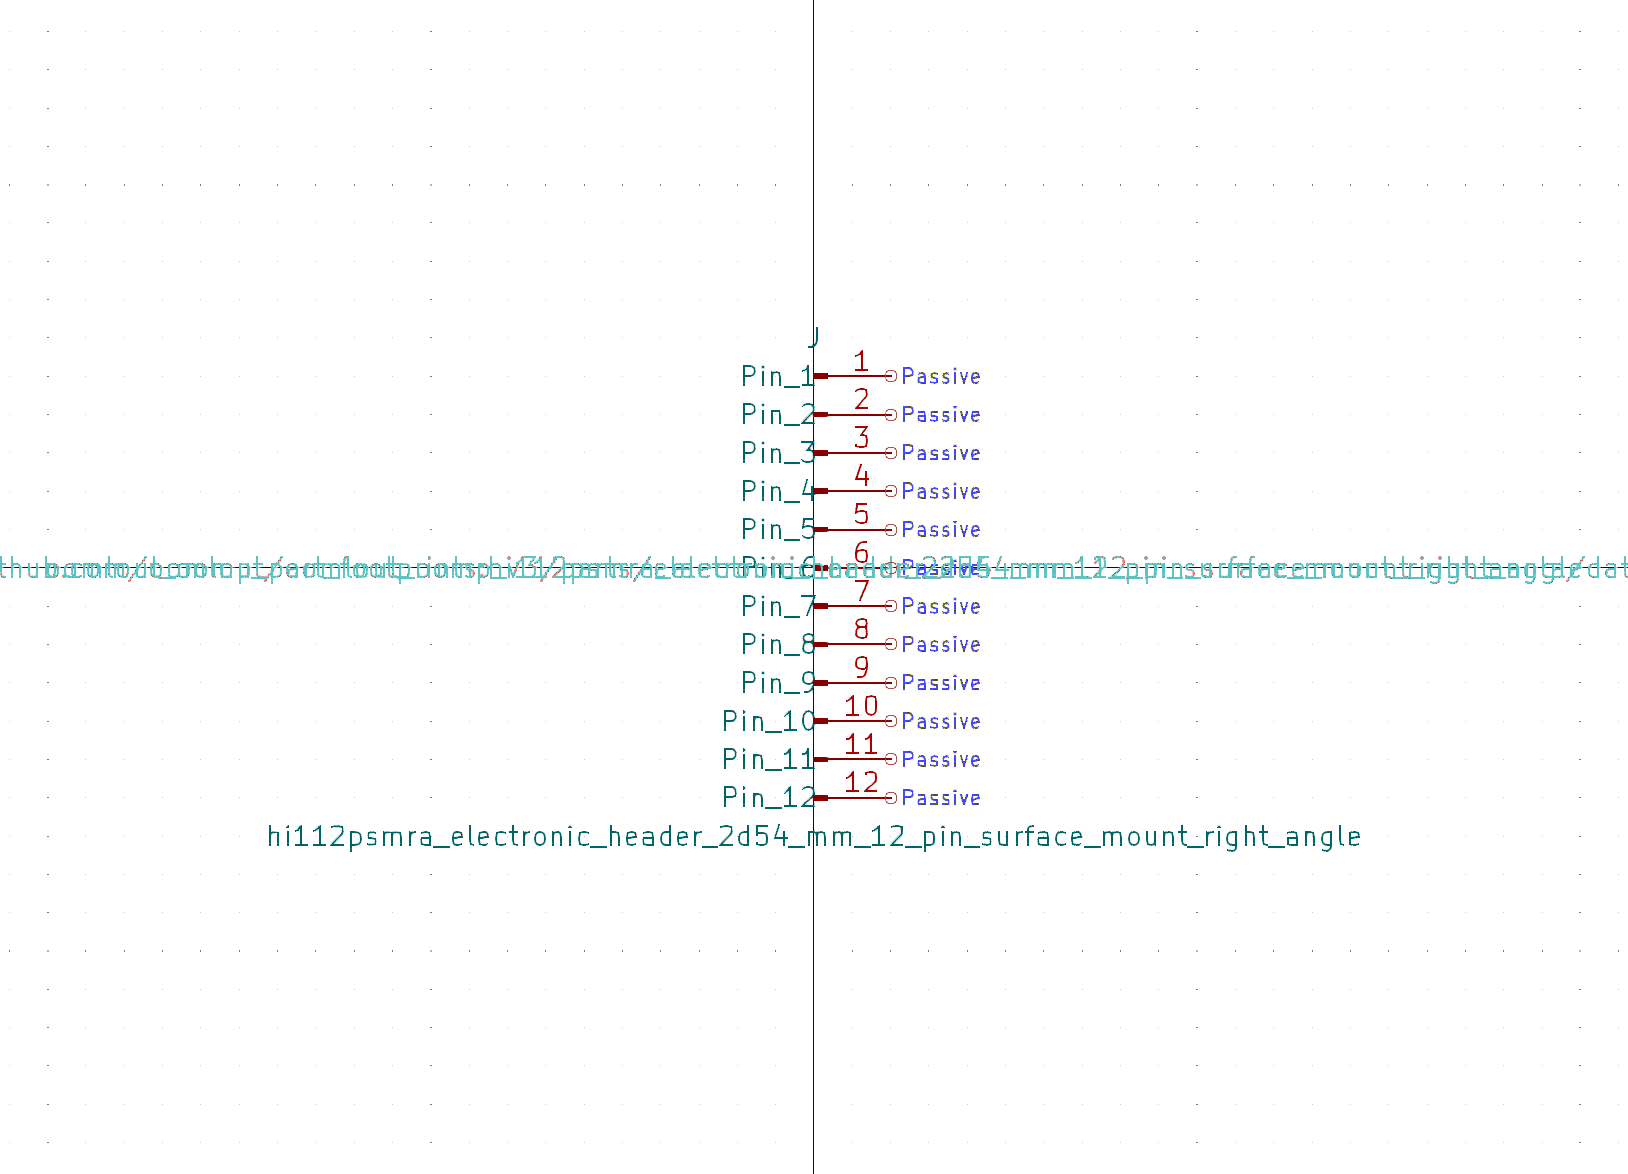 J
Pin_1 1 Passive
Pin_2 2 Passive
Pin_3 3 Passive
Pin_4 4 Passive
Pin_5 5 Passive
Pin_6 6 Passive
Pin_7 7 Passive
Pin_8 8 Passive
Pin_9 9 Passive
Pin_10 10 Passive
Pin_11 11 Passive
Pin_12 12 Passive
hi112psmra_electronic_header_2d54_mm_12_pin_surface_mount_right_angle